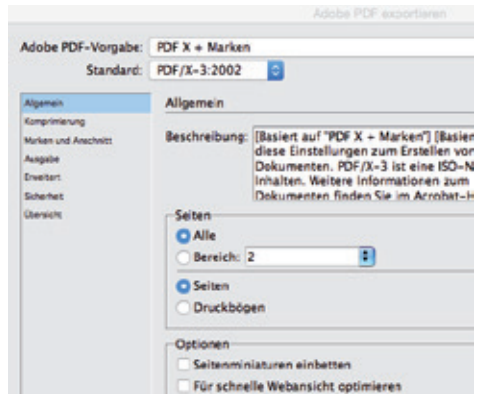 Adobe PDF exportieren
Adobe PDF-Vorgabe: PDF X + Marken
Standard: PDF/X-3:2002
Algemein
Komprimierung
Marken und Anschnitt
Ausgabe
Erweitert
Sicherheit
Übersicht
Allgemein
Beschreibung: [Basiert auf "PDF X + Marken"] [Basier
diese Einstellungen zum Erstellen vor
Dokumenten. PDF/X-3 ist eine ISO-N
Inhalten. Weitere Informationen zum
Dokumenten finden Sie im Acrobat-H
Seiten
Alle
Bereich: 2
Seiten
Druckbögen
Optionen
Seitenminiaturen einbetten
Für schnelle Webansicht optimieren